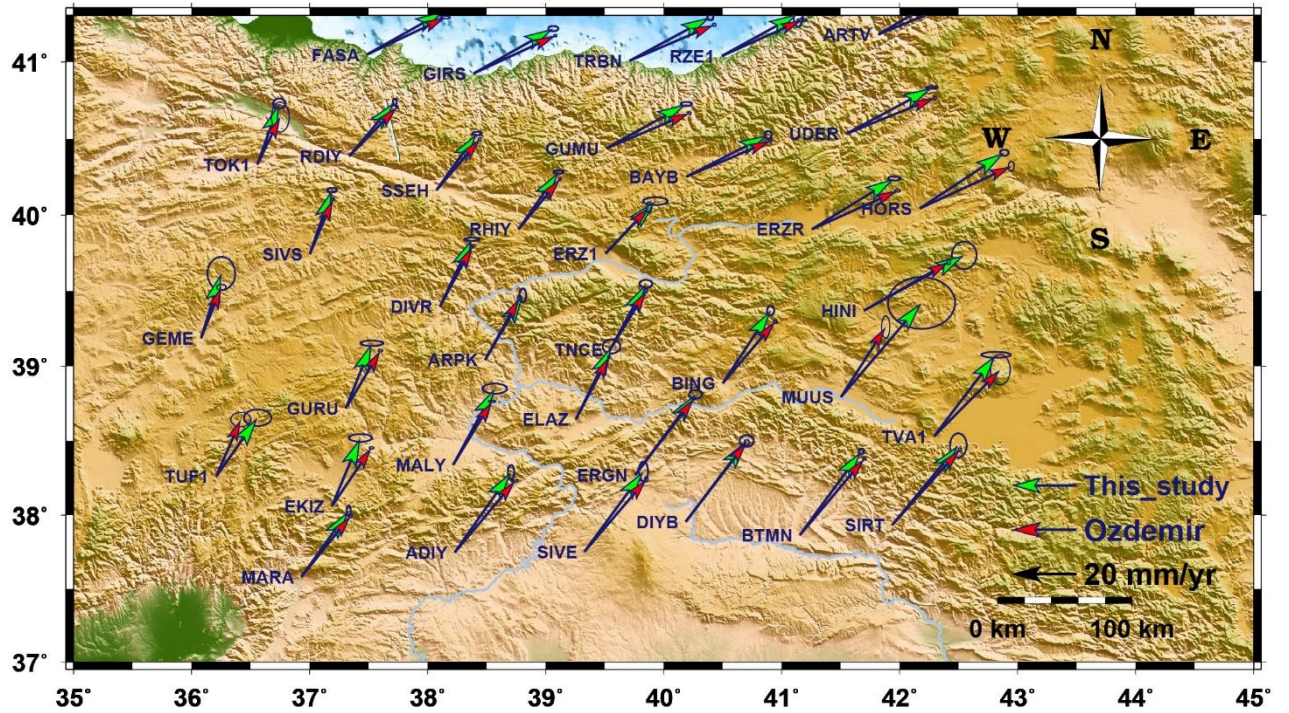 ARTV
N
FASA
GIRS
TRBN
RZE1
41°
W
E
TOK1
RDIY
SSEH
GUMU
BAYB
UDER
HORS
40°
SIVS
RHIY
ERZ1
ERZR
S
GEME
DIVR
HINI
ARPK
TNCE
39°
GURU
BING
MUUS
ELAZ
TVA1
TUF1
MALY
ERGN
This_study
EKIZ
DIYB
SIRT
Ozdemir
38°
MARA
ADIY
SIVE
BTMN
20 mm/yr
0 km
100 km
37°
35°
36°
37°
38°
39°
40°
41°
42°
43°
44°
45°